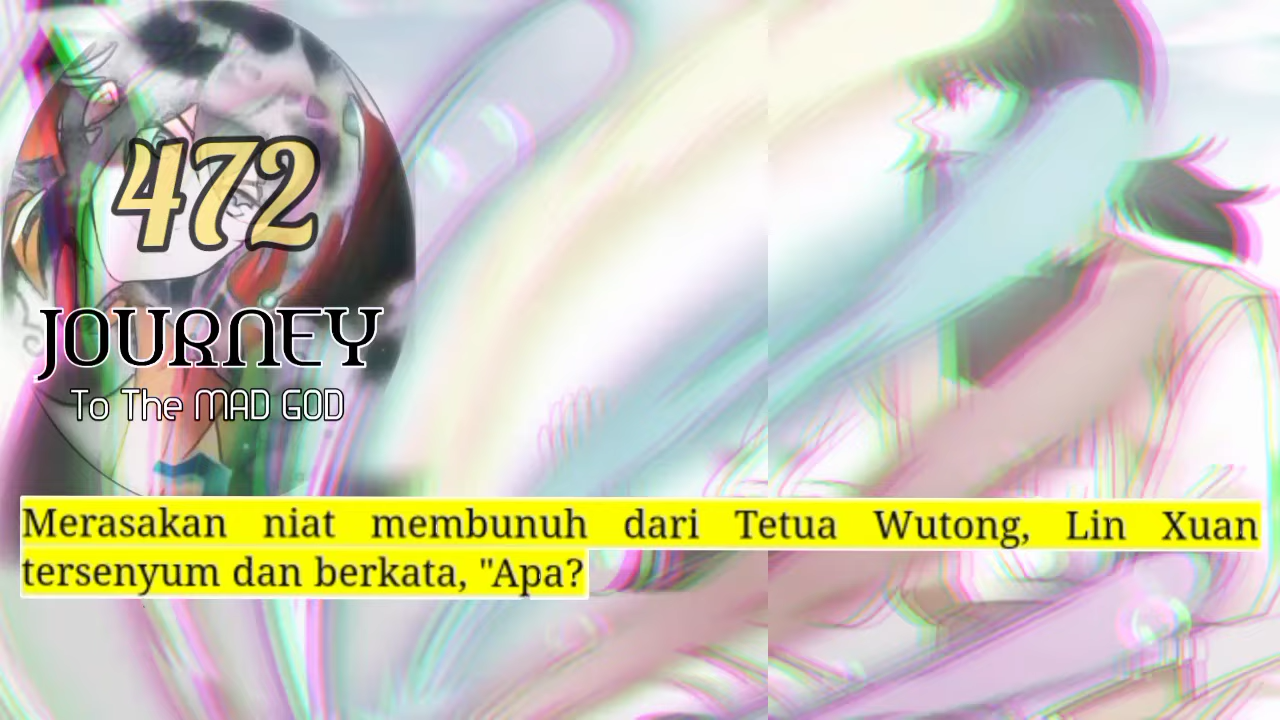 472
JOURNEY
To The MAD GOD
Merasakan niat membunuh dari Tetua Wutong, Lin Xuan
tersenyum dan berkata, "Apa?